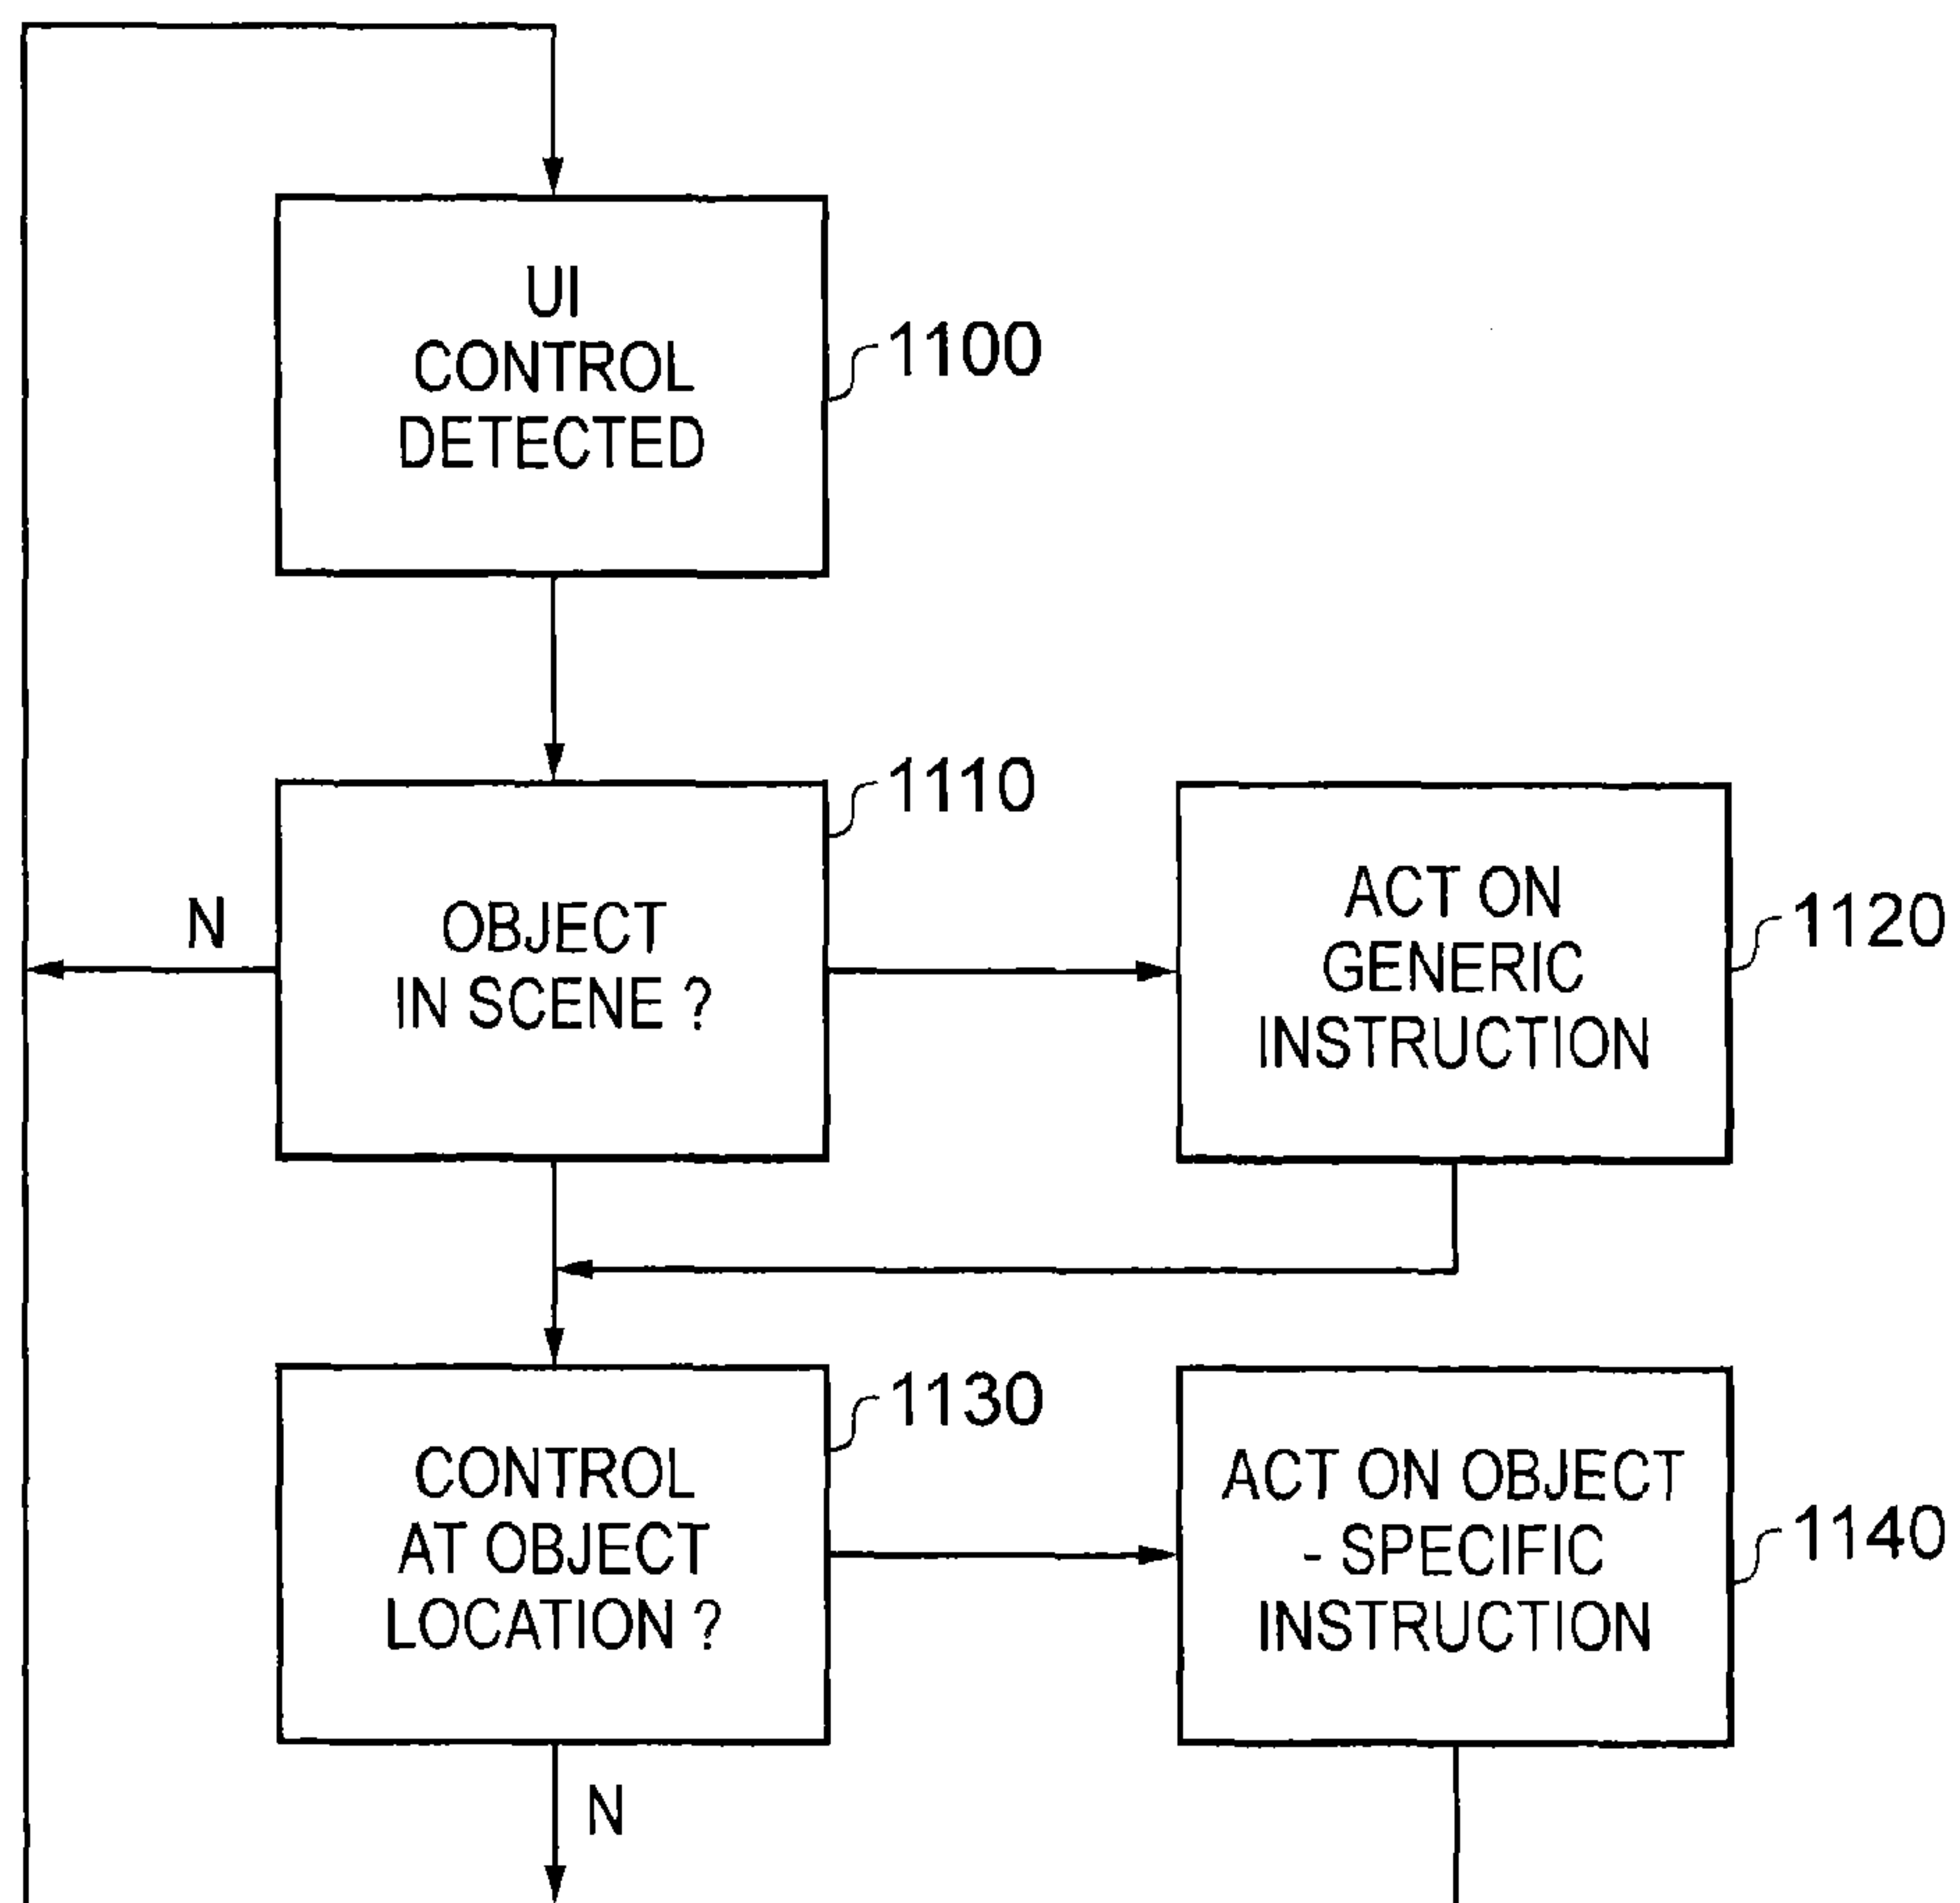 UI
CONTROL
DETECTED
1100
1110
N
OBJECT
IN SCENE ?
ACT ON
GENERIC
INSTRUCTION
1120
1130
CONTROL
AT OBJECT
LOCATION ?
ACT ON OBJECT
- SPECIFIC
INSTRUCTION
1140
N